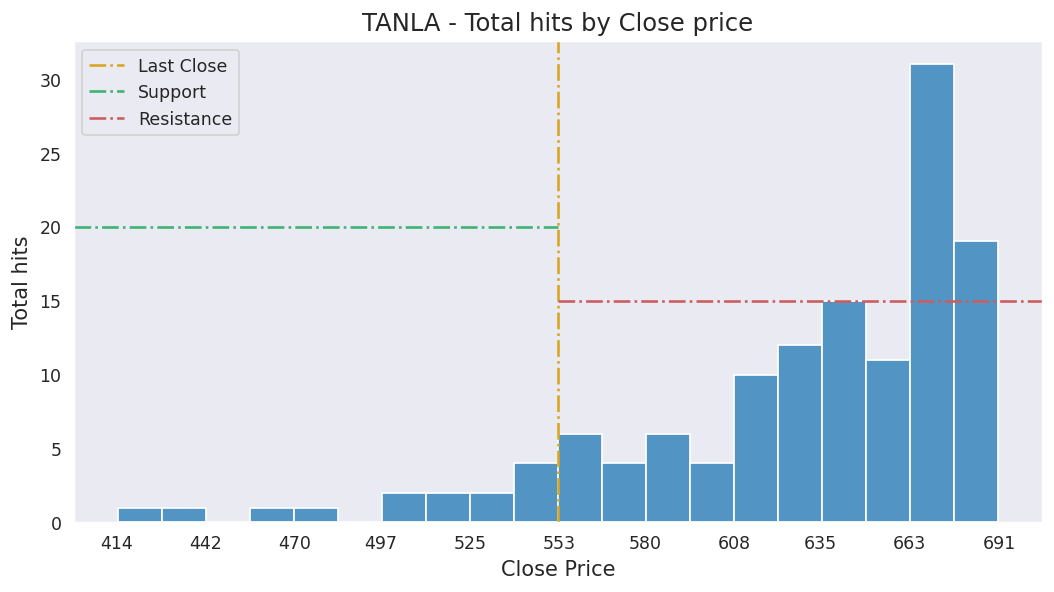 TANLA - Total hits by Close price
Last Close
Support
Resistance
Total hits
30
25
20
15
10
5
0
414 442 470 497 525 553 580 608 635 663 691
Close Price